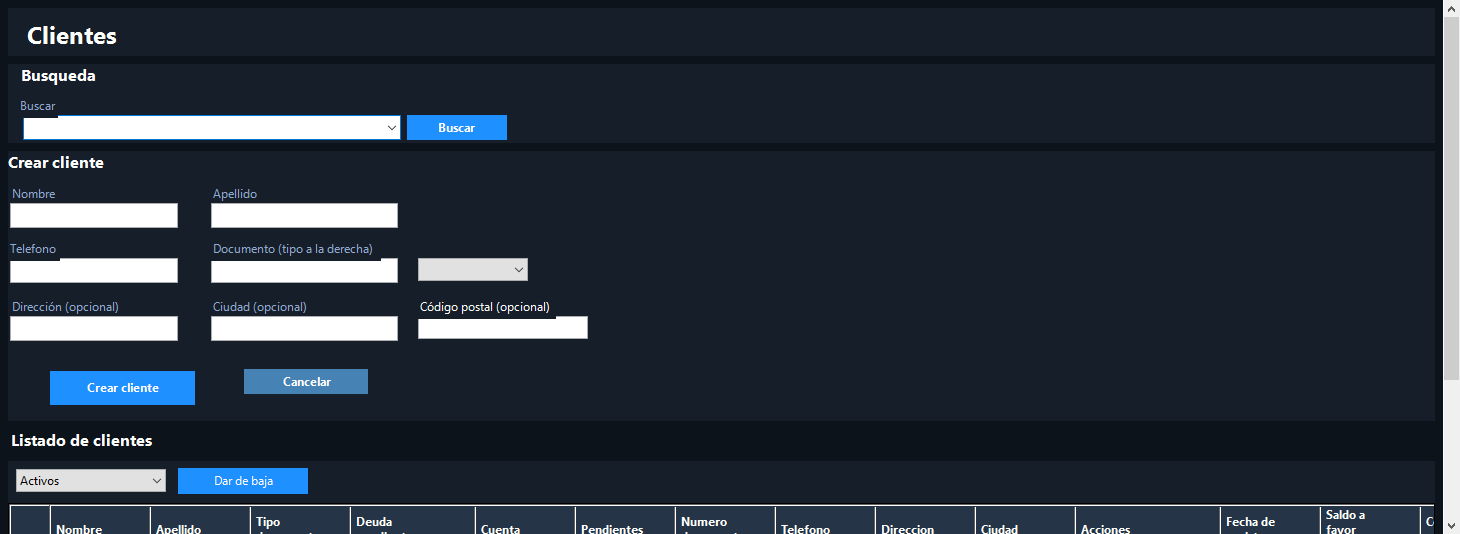 Clientes
Busqueda
Buscar
Buscar
Crear cliente
Nombre Apellido
Telefono Documento (tipo a la derecha)
Dirección (opcional) Ciudad (opcional) Código postal (opcional)
Crear cliente Cancelar
Listado de clientes
Activos Dar de baja
Nombre Apellido Tipo Deuda Cuenta Pendientes Numero Telefono Direccion Ciudad Acciones Fecha de Saldo a favor